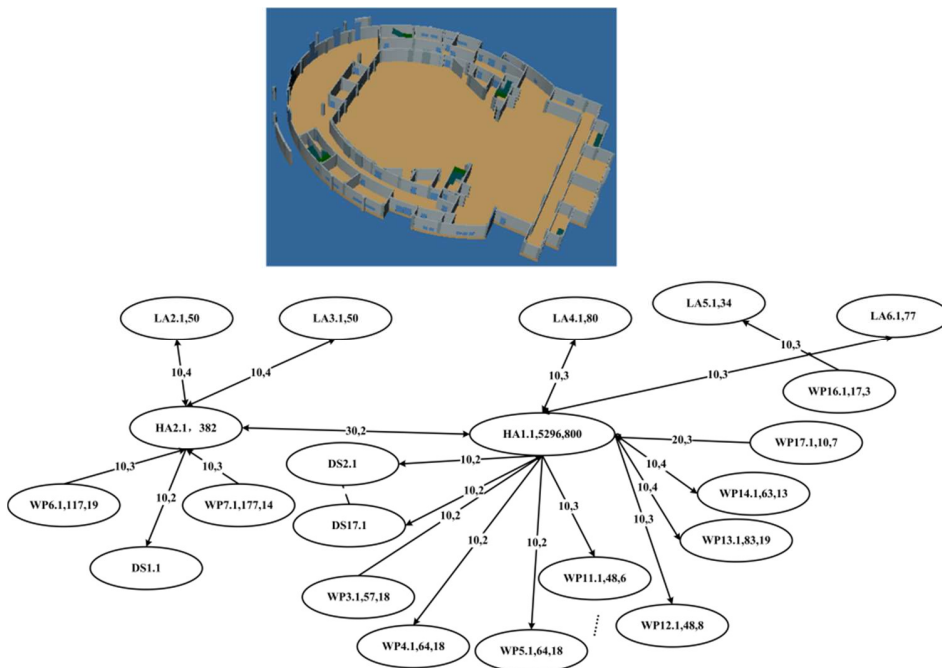 LA2.1,50
LA3.1,50
LA4.1,80
LA5.1,34
LA6.1,77
10,3
10,4
10,4
10,3
10,3
WP16.1,17,3
HA2.1，382
30,2
HA1.1,5296,800
20,3
WP17.1,10,7
10,3
10,3
DS2.1
10,2
10,4
10,2
10,4
WP14.1,63,13
WP6.1,117,19
WP7.1,177,14
10,2
10,2
10,3
10,3
DS17.1
10,2
10,2
WP13.1,83,19
DS1.1
WP11.1,48,6
WP3.1,57,18
WP12.1,48,8
WP4.1,64,18
WP5.1,64,18